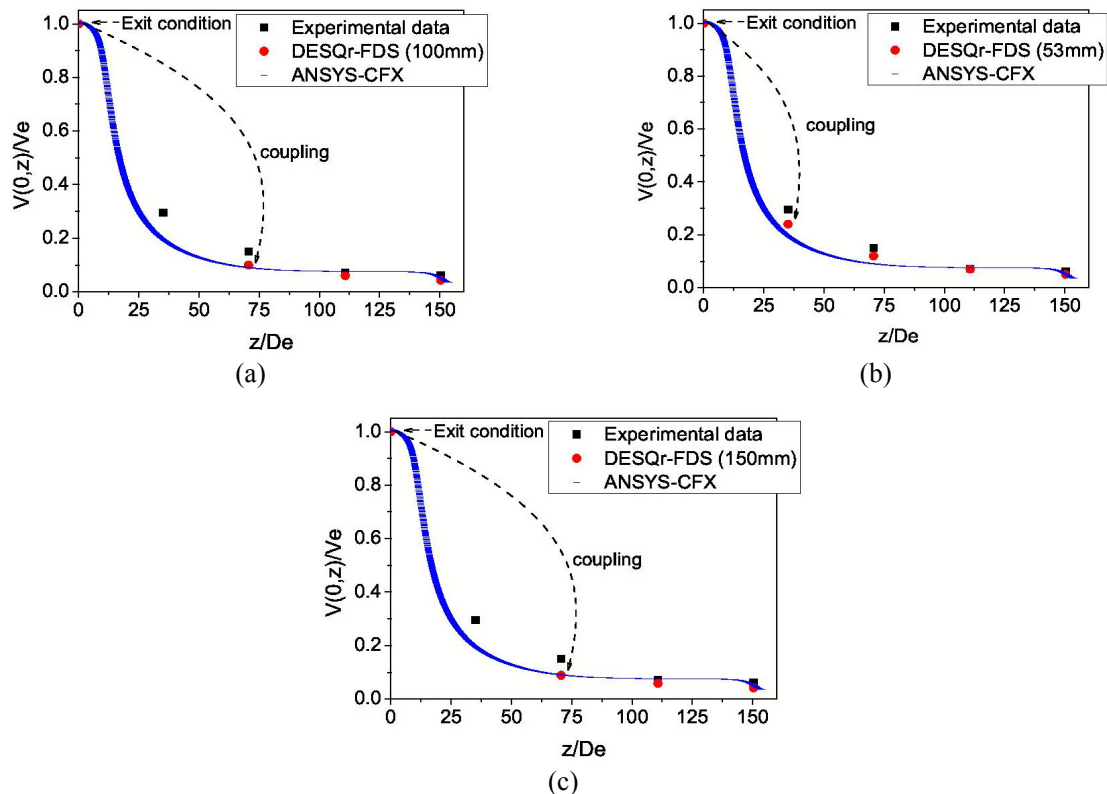 Exit condition
Experimental data
DESQr-FDS (100mm)
ANSYS-CFX
coupling
V(0,z)/Ve
1.0
0.8
0.6
0.4
0.2
0.0
0 25 50 75 100 125 150
z/De
(a)
Exit condition
Experimental data
DESQr-FDS (53mm)
ANSYS-CFX
coupling
V(0,z)/Ve
1.0
0.8
0.6
0.4
0.2
0.0
0 25 50 75 100 125 150
z/De
(b)
Exit condition
Experimental data
DESQr-FDS (150mm)
ANSYS-CFX
coupling
V(0,z)/Ve
1.0
0.8
0.6
0.4
0.2
0.0
0 25 50 75 100 125 150
z/De
(c)